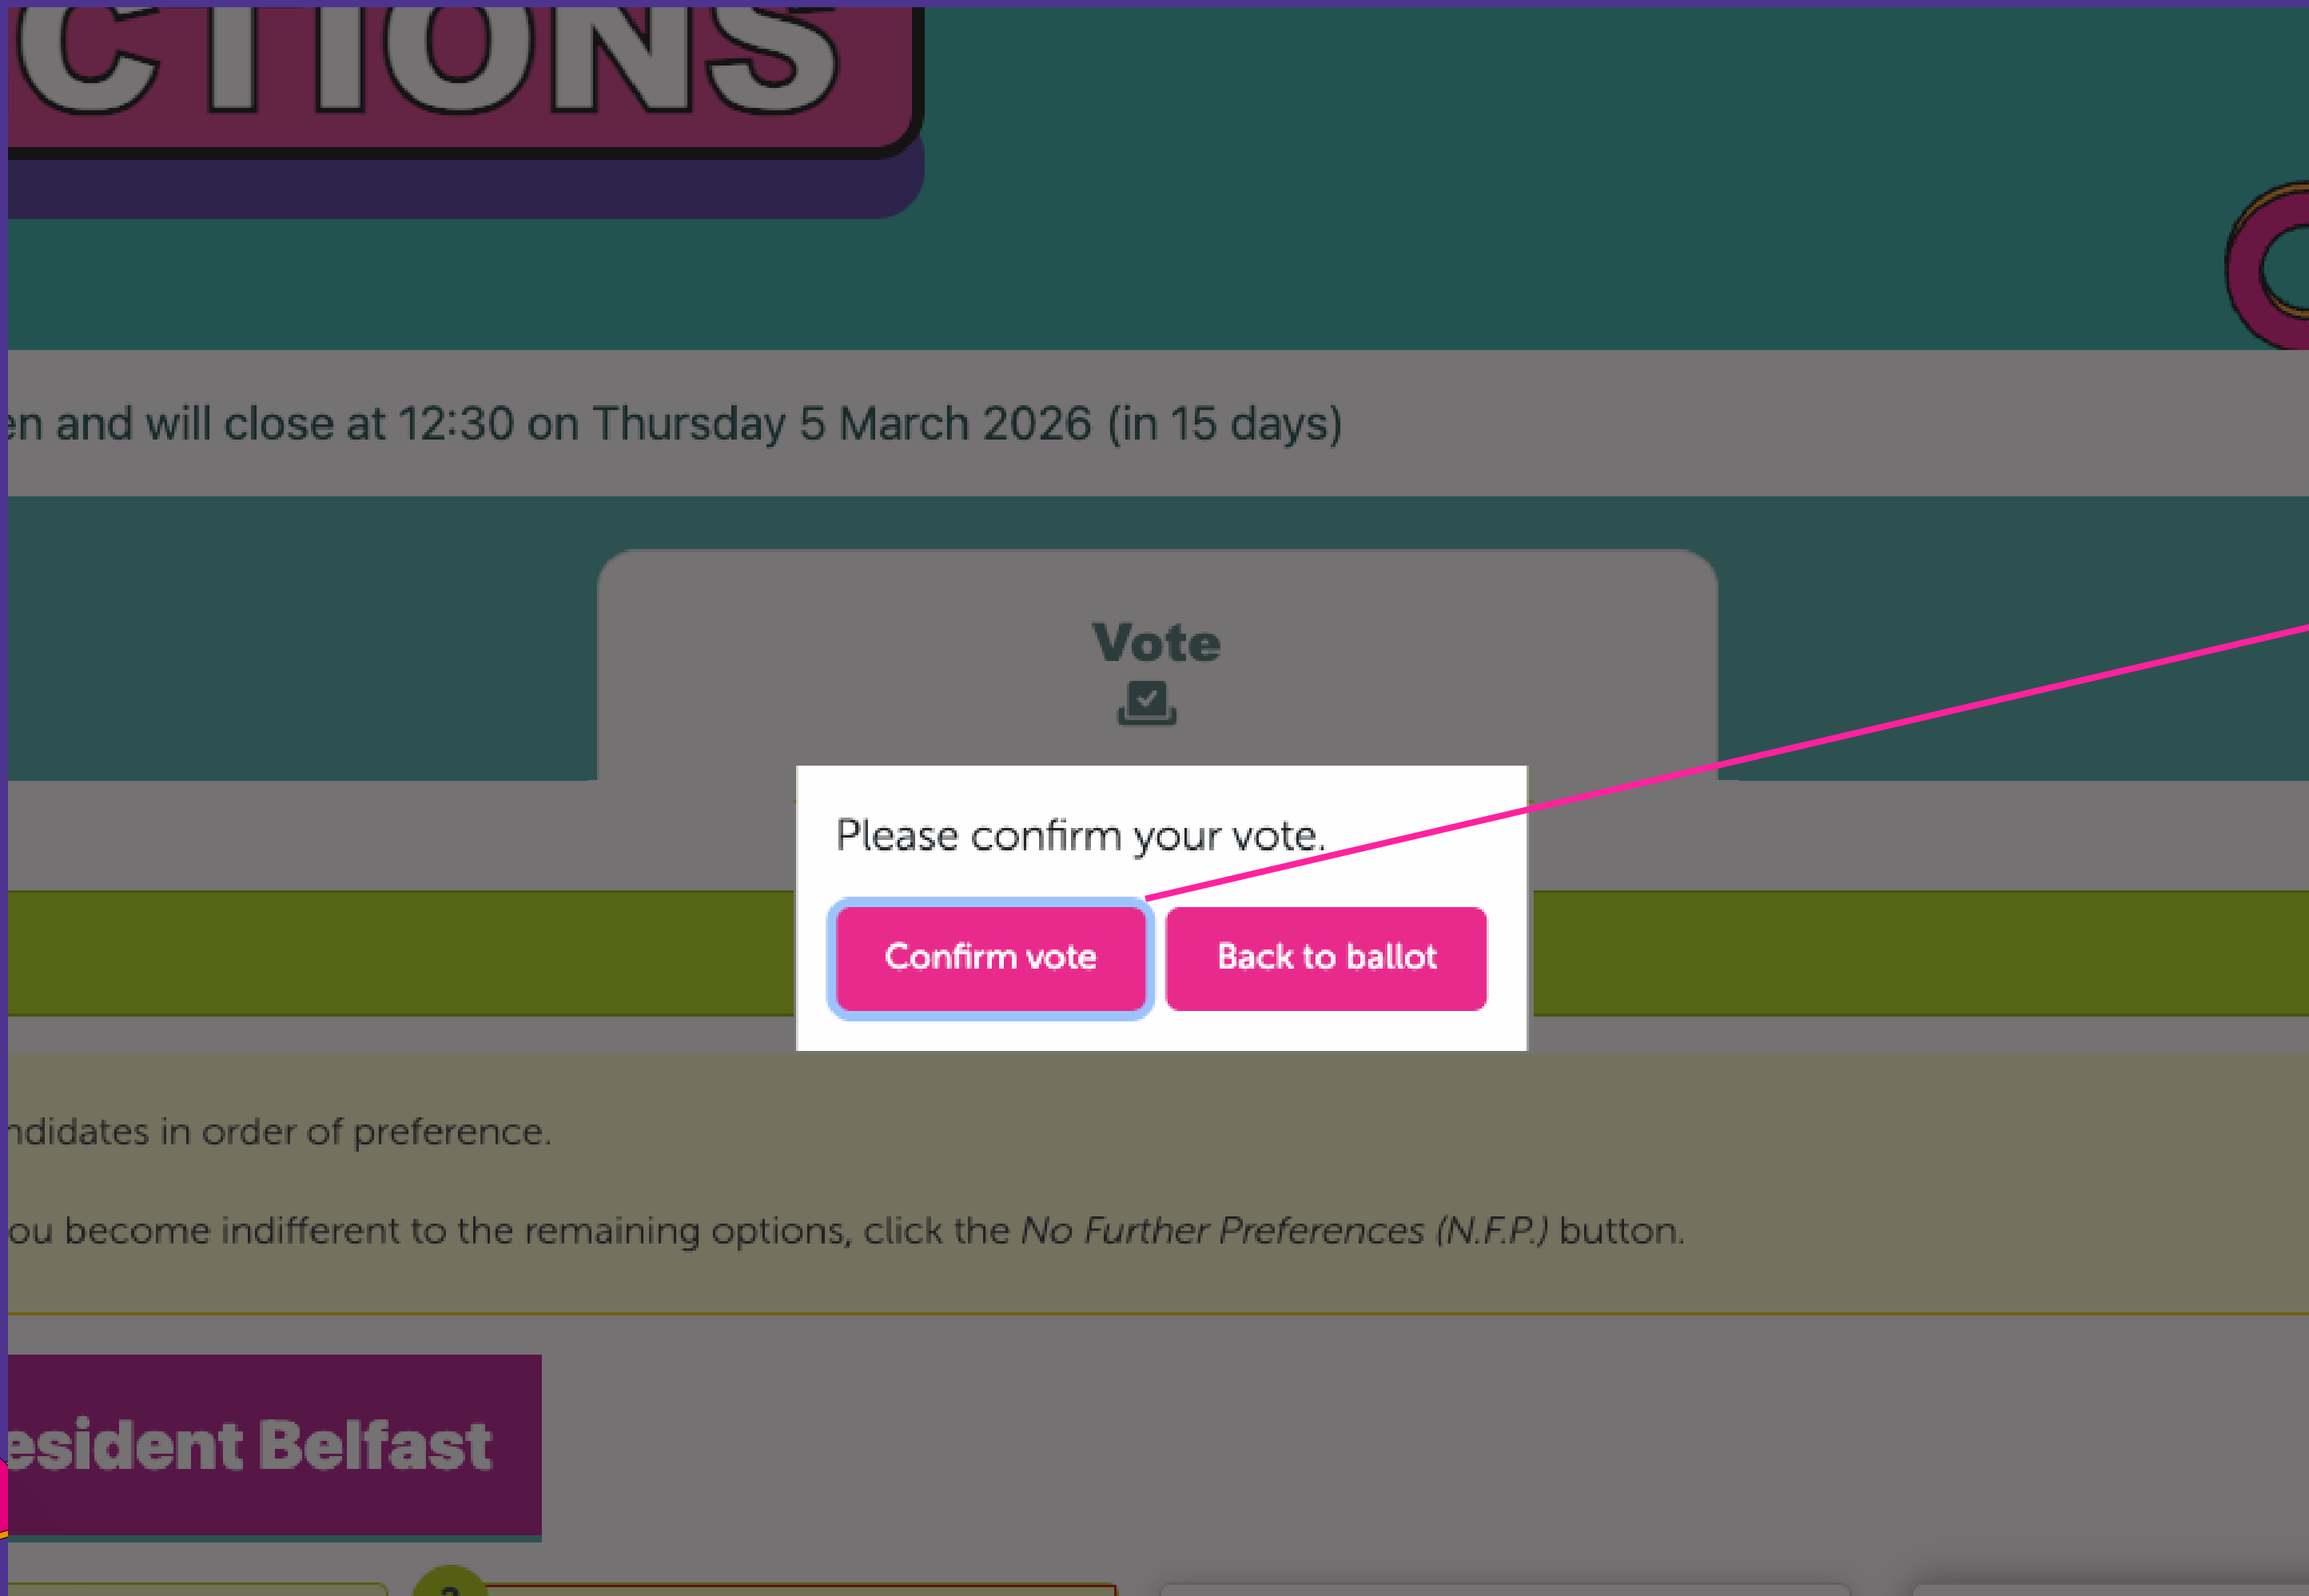 CTIONS
en and will close at 12:30 on Thursday 5 March 2026 (in 15 days)
Vote
Please confirm your vote.
Confirm vote
Back to ballot
ndidates in order of preference.
ou become indifferent to the remaining options, click the No Further Preferences (N.F.P.) button.
esident Belfast